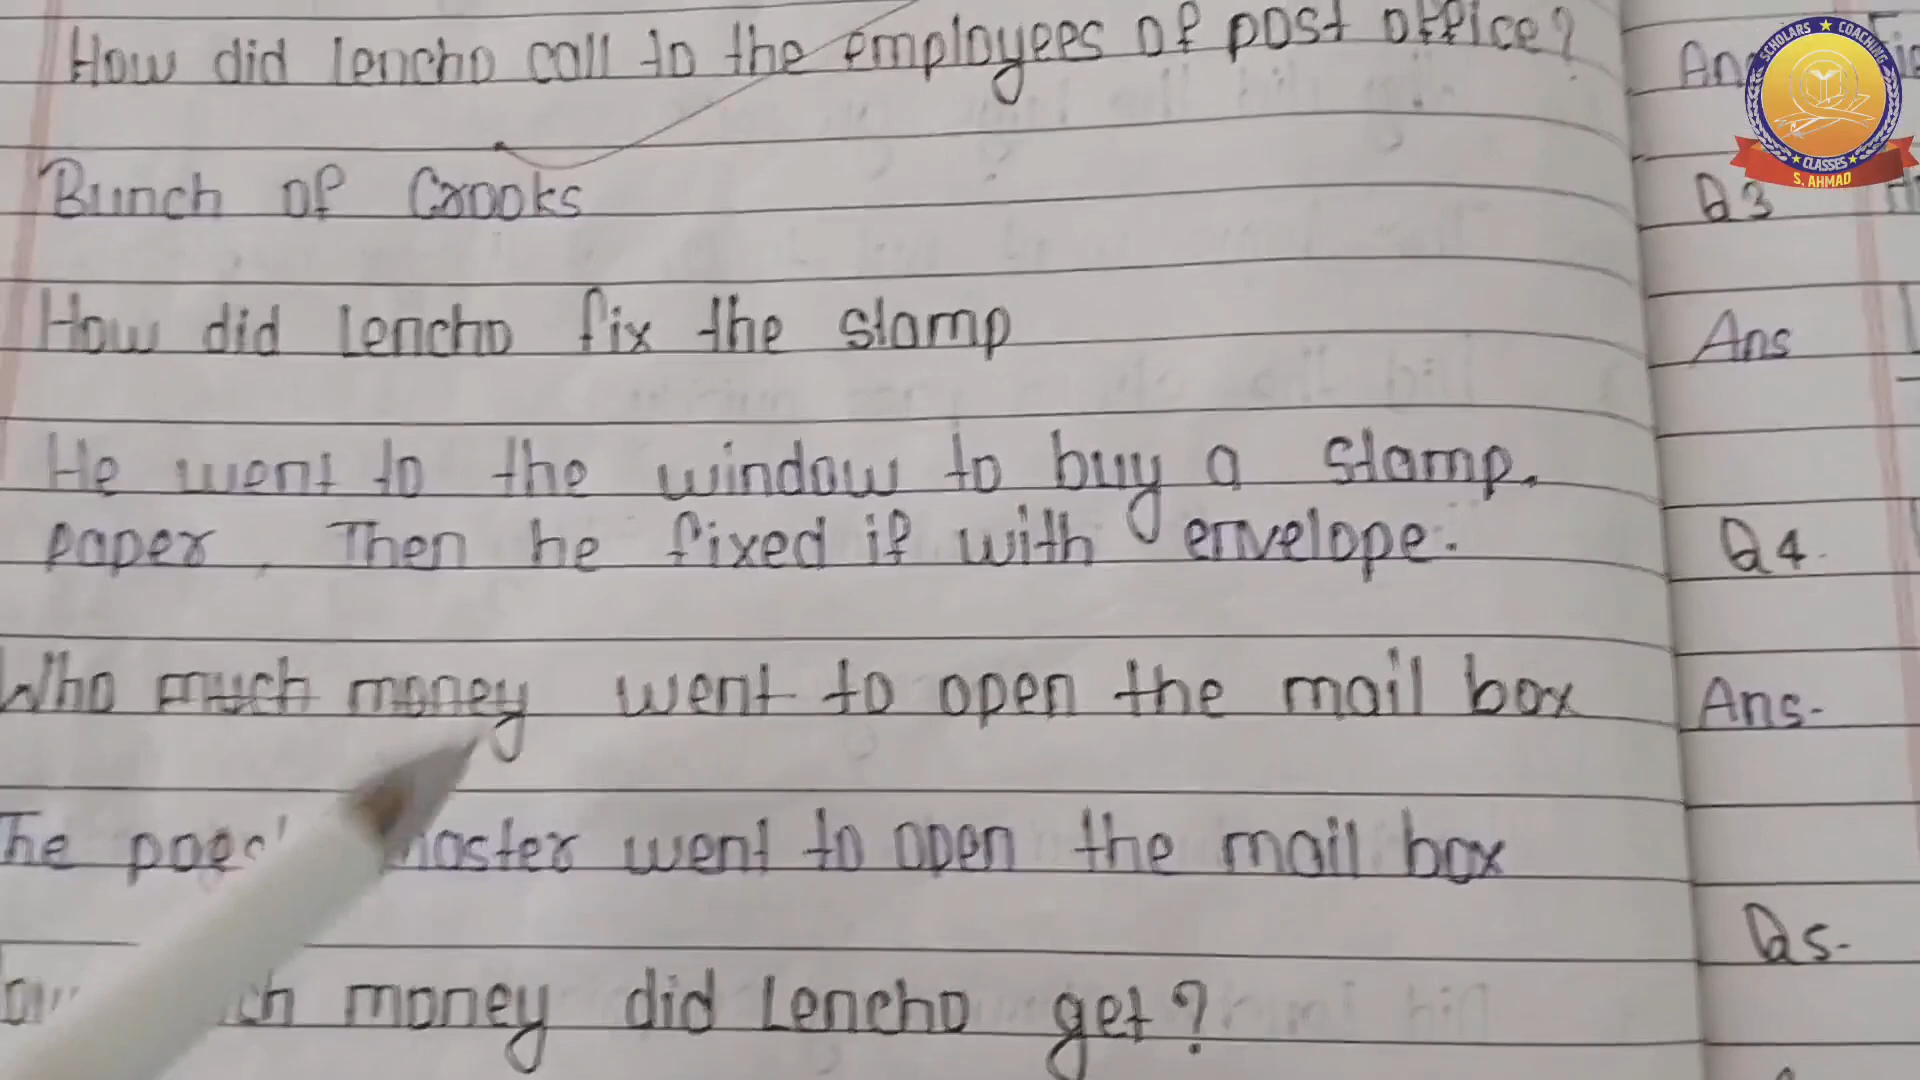 How did lencho call to the employees of post office?
Bunch of Crooks
How did Lencho fix the stamp
He went to the window to buy a stamp.
paper, Then he fixed it with envelope.
Who much money went to open the mail box
The master went to open the mail box
money did Lencho get?
Q3
Ans
Q4.
Ans-
Q5-
SCHOLARS ★ COACHING
★ CLASSES ★
S. AHMAD